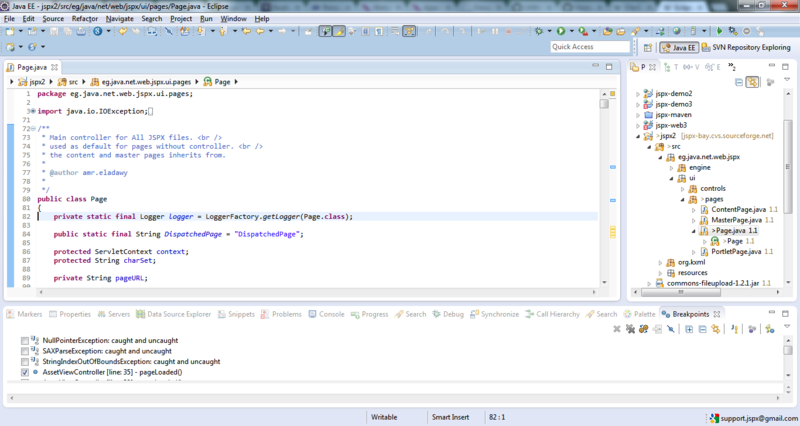 Java EE - jspx2/src/eg/java/net/web/jspx/ui/pages/Page.java - Eclipse
File Edit Source Refactor Navigate Search Project Run Window Help
Quick Access
Java EE
SVN Repository Exploring
Page.java
jspx2 src eg.java.net.web.jspx.ui.pages Page
1 package eg.java.net.web.jspx.ui.pages;
2
3 import java.io.IOException;
72 /**
73 * Main controller for All JSPX files. <br />
74 * used as default for pages without controller. <br />
75 * the content and master pages inherits from.
76 *
77 * @author amr.eladawy
78 *
79 */
80 public class Page
81 {
82 private static final Logger logger = LoggerFactory.getLogger(Page.class);
83
84 public static final String DispatchedPage = "DispatchedPage";
85
86 protected ServletContext context;
87 protected String charSet;
88
89 private String pageURL;
P T V E »2
jspx-demo2
jspx-demo3
jspx-maven
jspx-web3
>jspx2 [jspx-bay.cvs.sourceforge.net]
>src
eg.java.net.web.jspx
engine
ui
controls
>pages
ContentPage.java 1.1
MasterPage.java 1.1
>Page.java 1.1
>Page 1.1
PortletPage.java 1.1
org.kxml
resources
commons-fileupload-1.2.1.jar 1.1
Markers Properties Servers Data Source Explorer Snippets Problems Console Progress Search Debug Synchronize Call Hierarchy Search Palette Breakpoints
NullPointerException: caught and uncaught
SAXParseException: caught and uncaught
StringIndexOutOfBoundsException: caught and uncaught
AssetViewController [line: 35] - pageLoaded()
Writable Smart Insert 82 : 1 support.jspx@gmail.com